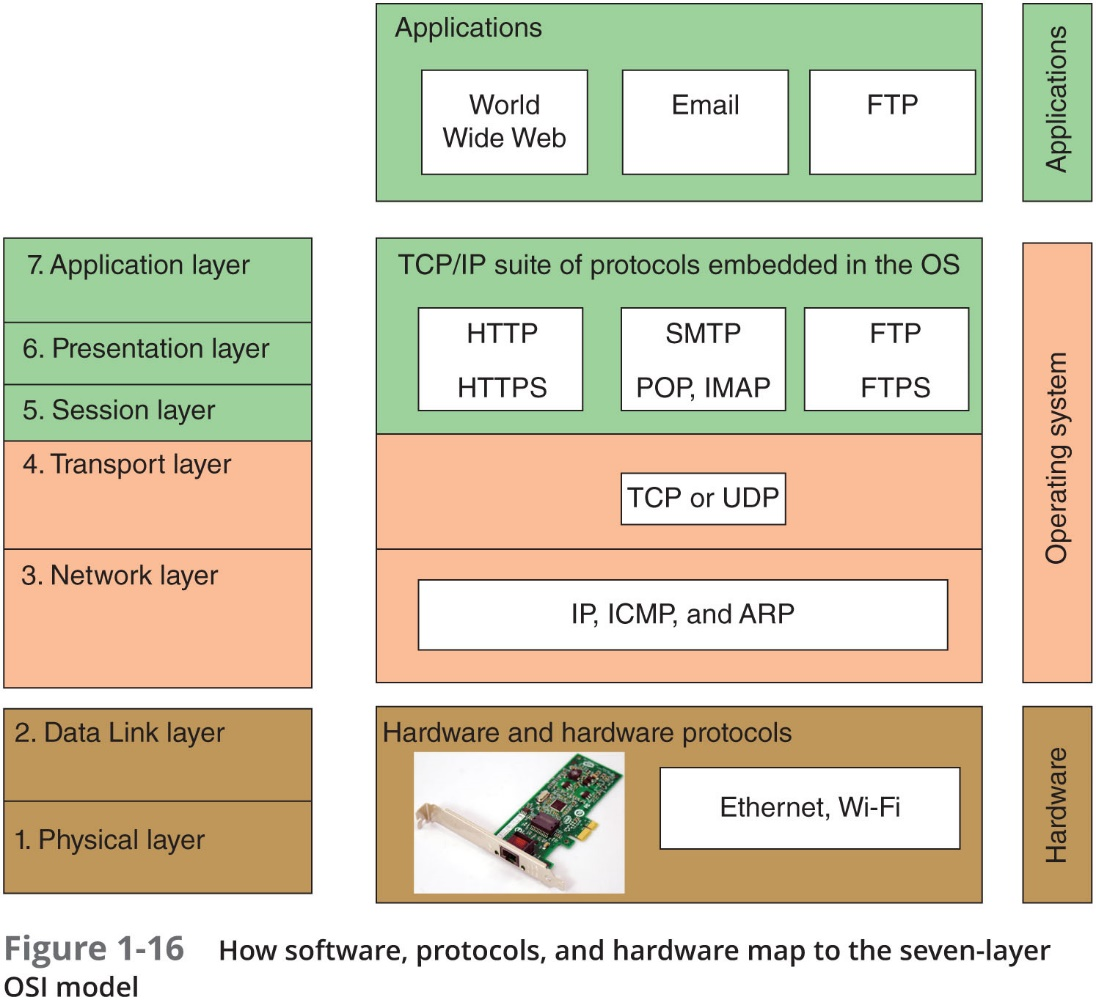 Applications
World
Wide Web
Email
FTP
Applications
7. Application layer
6. Presentation layer
5. Session layer
4. Transport layer
3. Network layer
TCP/IP suite of protocols embedded in the OS
HTTP
HTTPS
SMTP
POP, IMAP
FTP
FTPS
TCP or UDP
IP, ICMP, and ARP
Operating system
2. Data Link layer
1. Physical layer
Hardware and hardware protocols
Ethernet, Wi-Fi
Hardware
Figure 1-16 How software, protocols, and hardware map to the seven-layer
OSI model